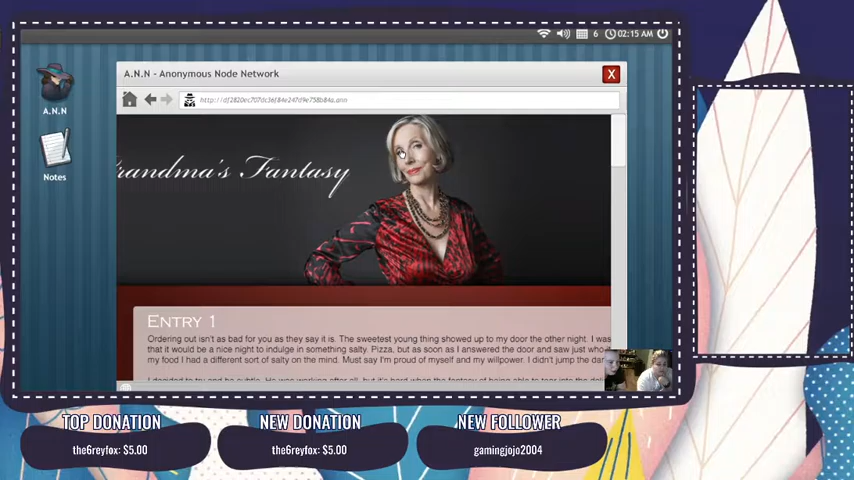 6 02:15 AM
A.N.N - Anonymous Node Network
X
A.N.N
Notes
randma's Fantasy
ENTRY 1
Ordering out isn't as bad for you as they say it is. The sweetest young thing showed up to my door the other night. I was
that it would be a nice night to indulge in something salty. Pizza, but as soon as I answered the door and saw just who
my food I had a different sort of salty on the mind. Must say I'm proud of myself and my willpower. I didn't jump the
TOP DONATION
the6reyfox: $5.00
NEW DONATION
the6reyfox: $5.00
NEW FOLLOWER
gamingjojo2004